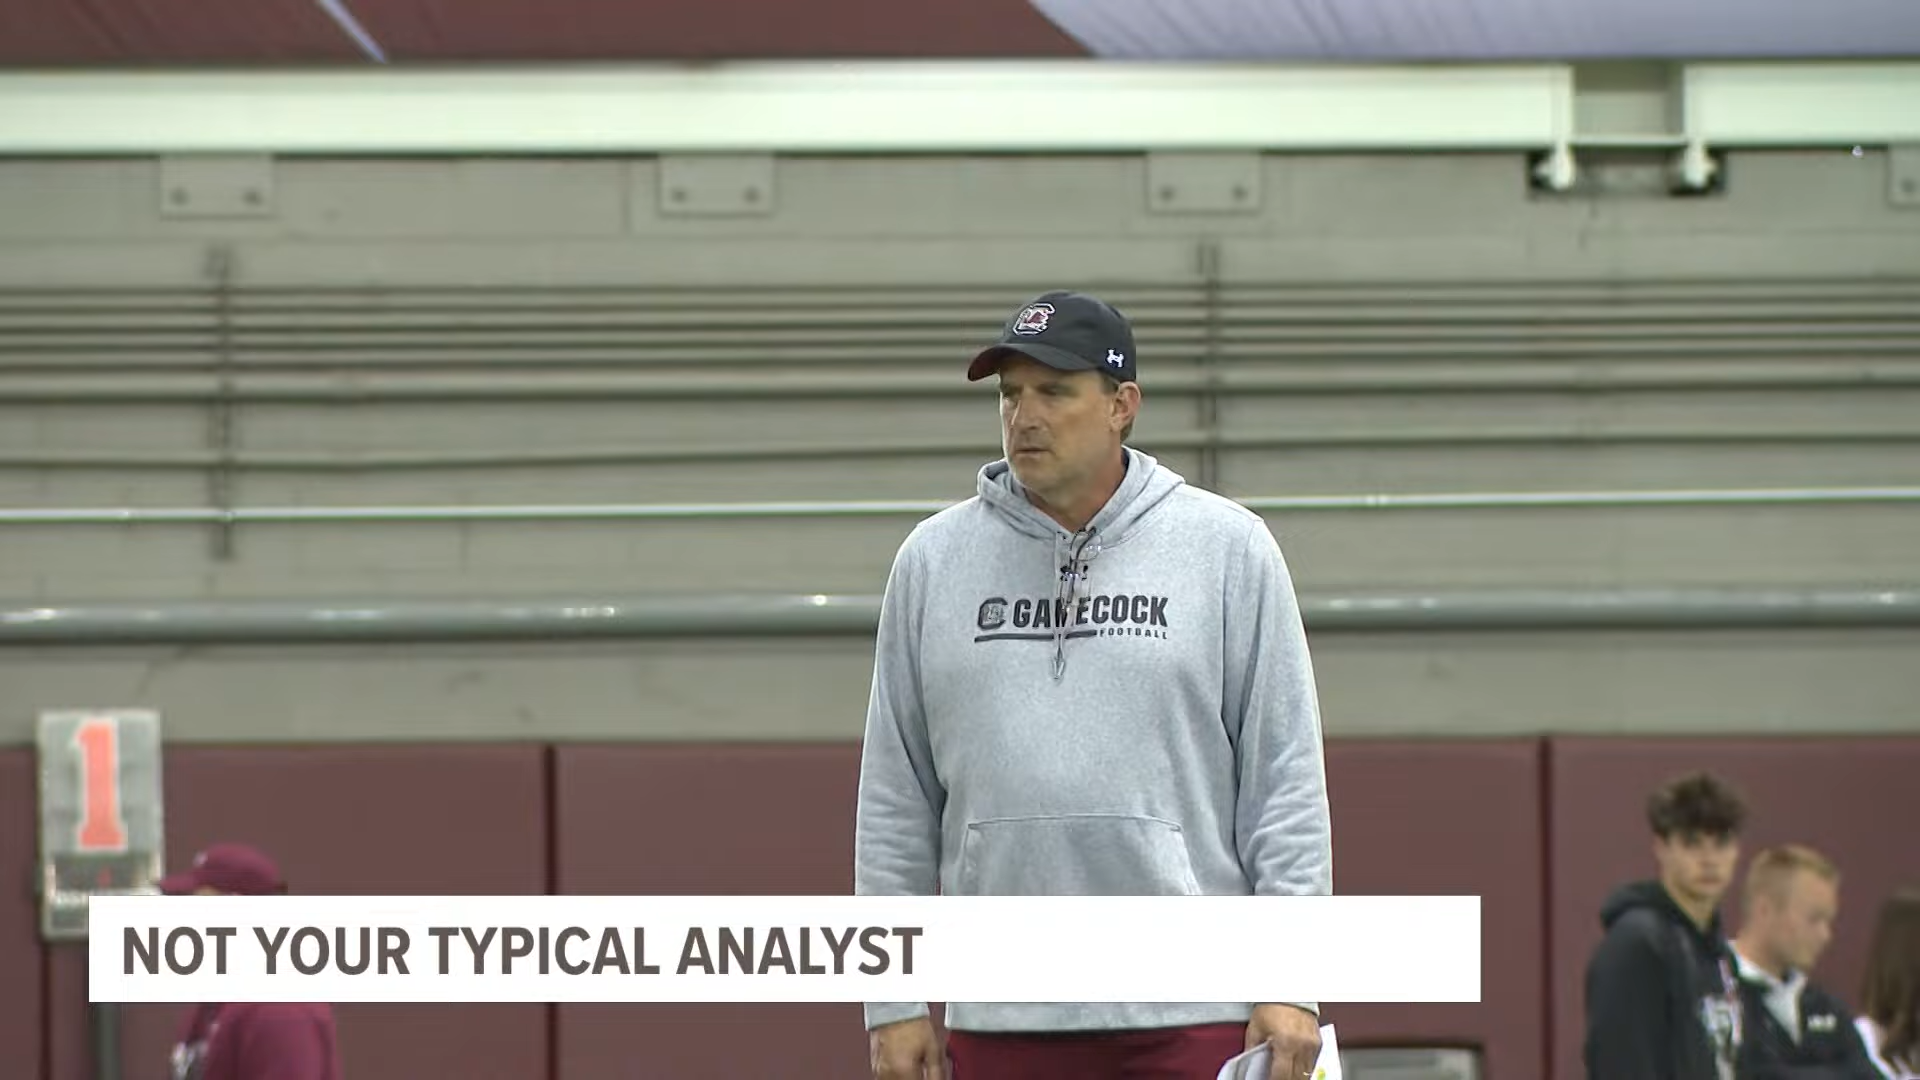 GAMECOCK
FOOTBALL
1
NOT YOUR TYPICAL ANALYST